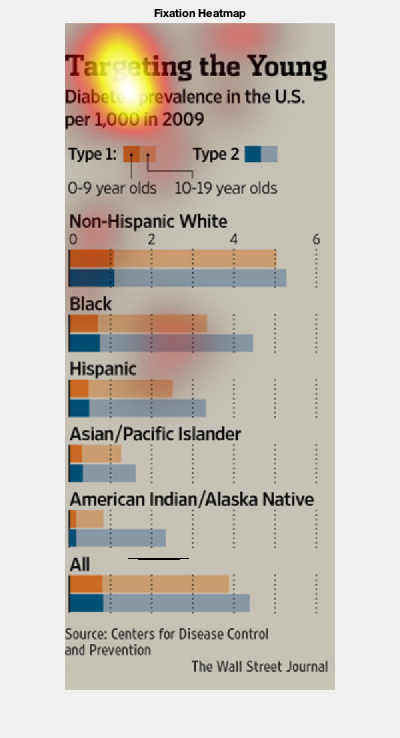 Fixation Heatmap
Targeting the Young
Diabetes prevalence in the U.S.
per 1,000 in 2009
Type 1: Type 2
0-9 year olds 10-19 year olds
Non-Hispanic White
0 2 4 6
Black
Hispanic
Asian/Pacific Islander
American Indian/Alaska Native
All
Source: Centers for Disease Control
and Prevention
The Wall Street Journal